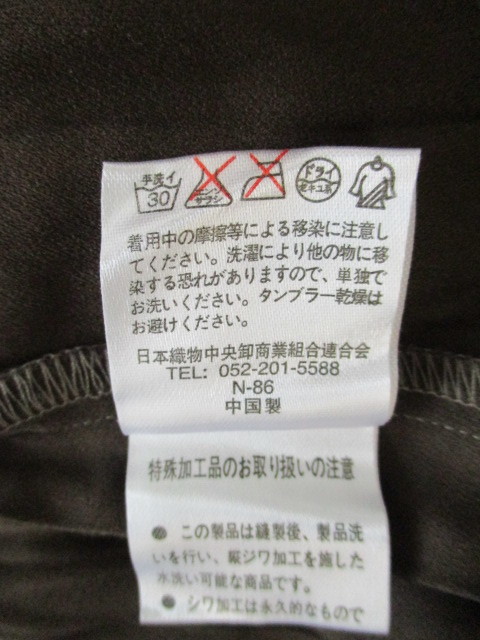 手洗イ
30
エンソ
サラシ
ドライ
セキユ系
着用中の摩擦等による移染に注意し
てください。洗濯により他の物に移
染する恐れがありますので、単独で
お洗いください。タンブラー乾燥は
お避けください。
日本織物中央卸商業組合連合会
TEL: 052-201-5588
N-86
中国製
特殊加工品のお取り扱いの注意
● この製品は縫製後、製品洗
いを行い、縦ジワ加工を施した
水洗い可能な商品です。
● シワ加工は永久的なもので